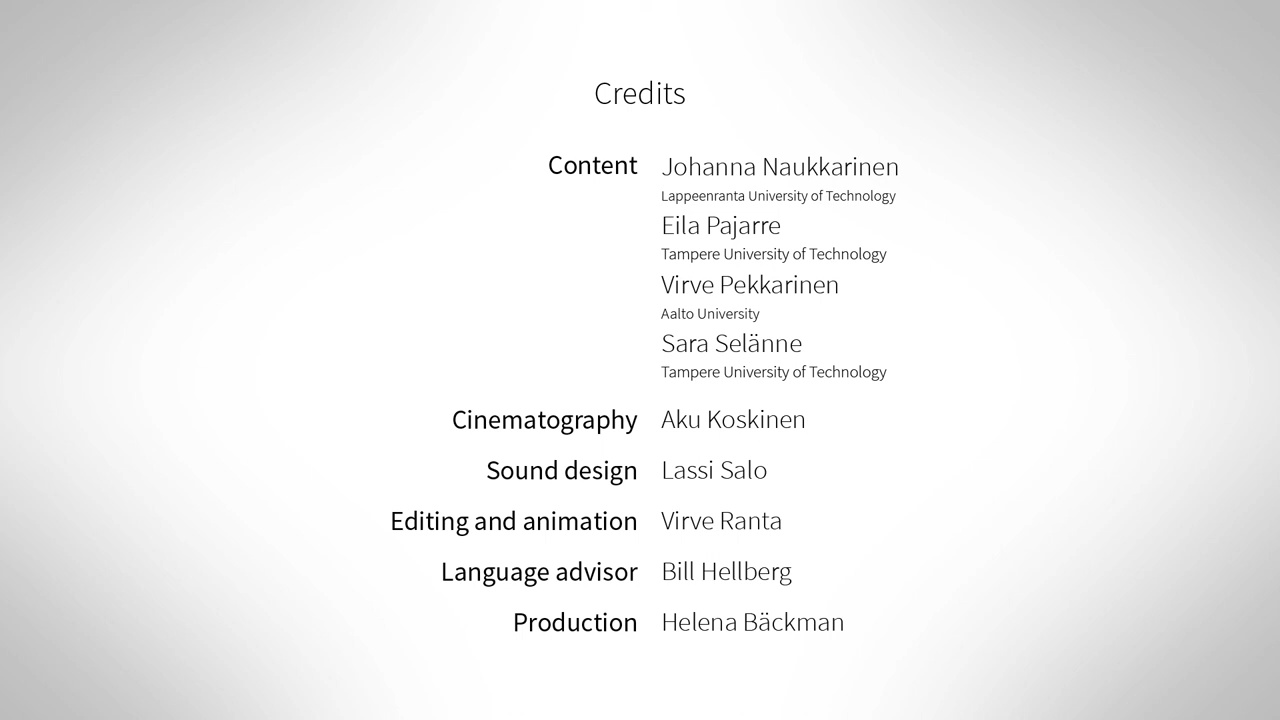 Credits
Content Johanna Naukkarinen
Lappeenranta University of Technology
Eila Pajarre
Tampere University of Technology
Virve Pekkarinen
Aalto University
Sara Selänne
Tampere University of Technology
Cinematography Aku Koskinen
Sound design Lassi Salo
Editing and animation Virve Ranta
Language advisor Bill Hellberg
Production Helena Bäckman